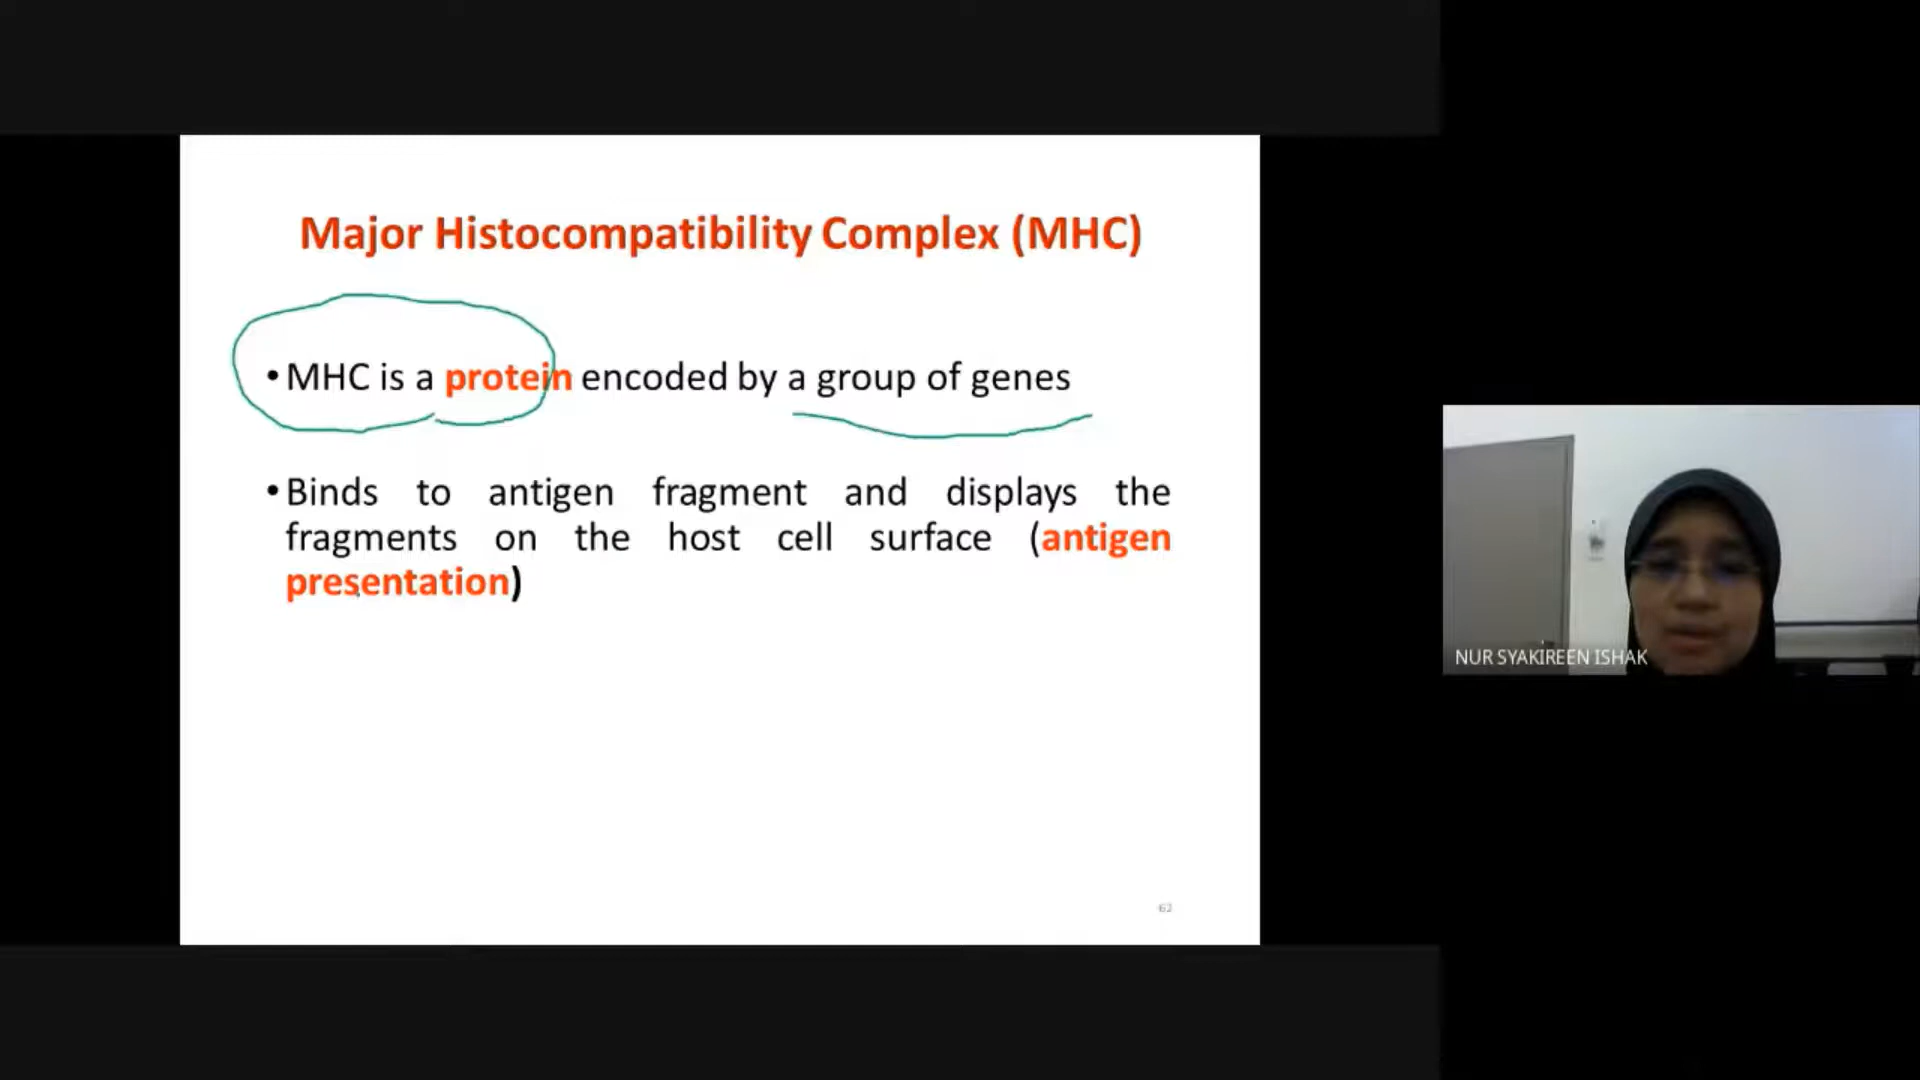 Major Histocompatibility Complex (MHC)
• MHC is a protein encoded by a group of genes
• Binds to antigen fragment and displays the
fragments on the host cell surface (antigen
presentation)
62
NUR SYAKIREEN ISHAK